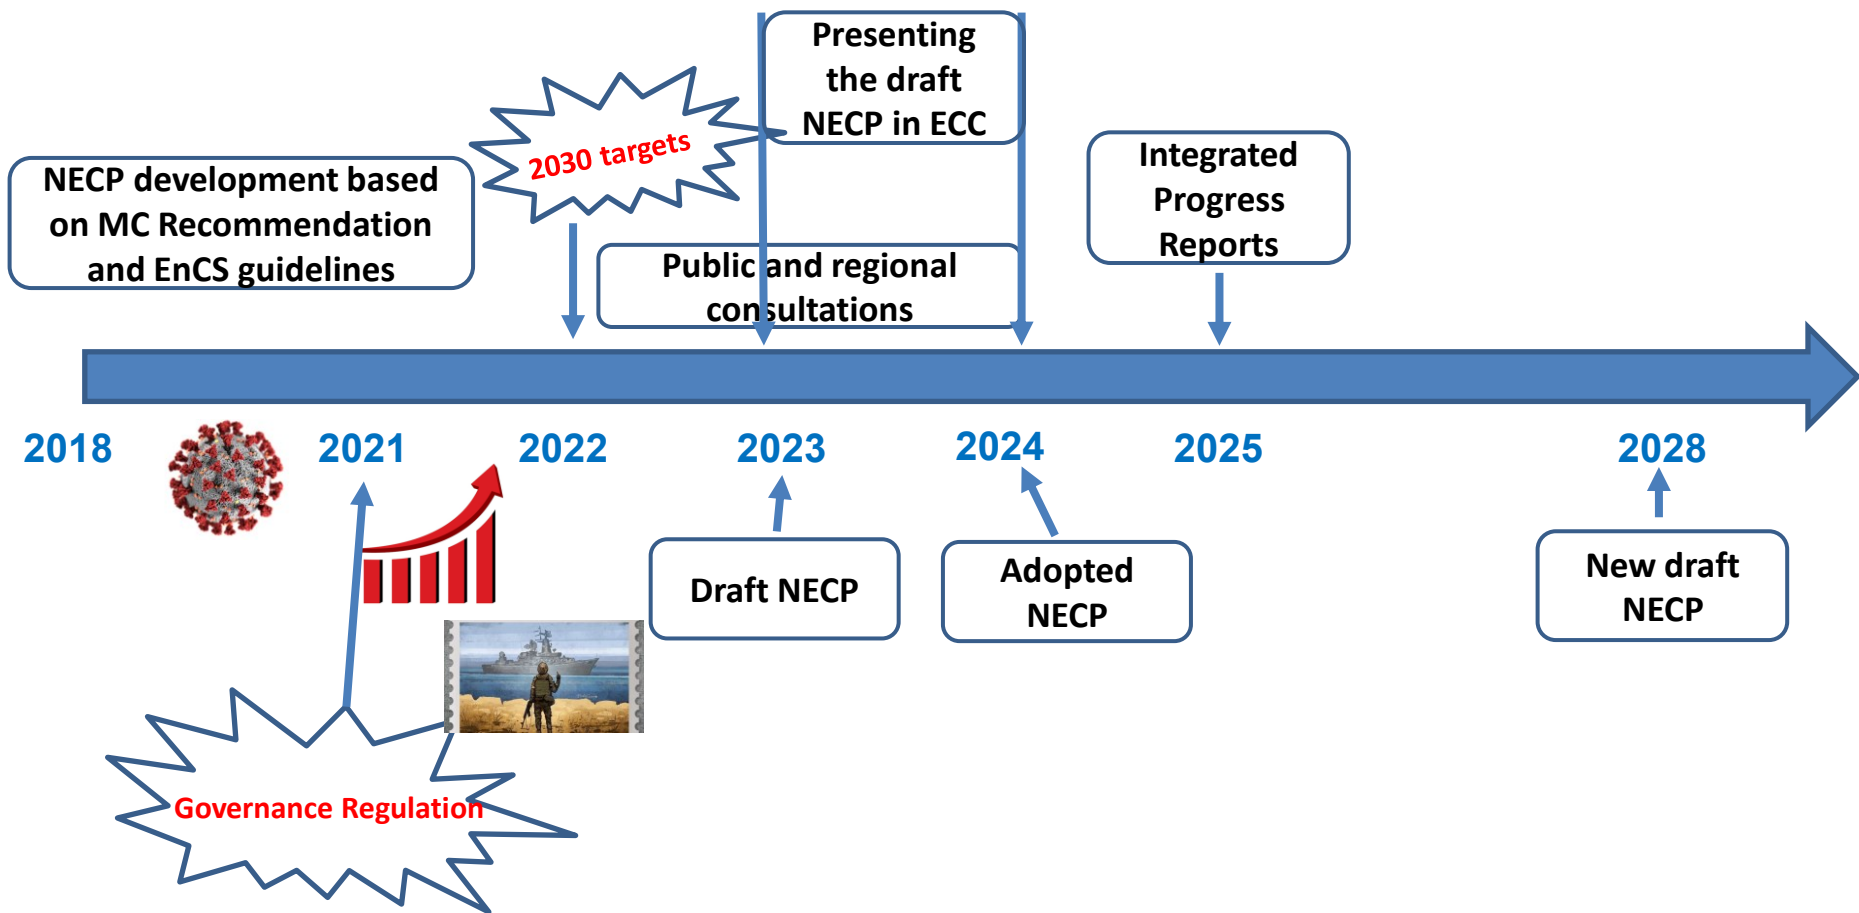 Presenting
the draft
NECP in ECC
2030 targets
Integrated
Progress
Reports
NECP development based
on MC Recommendation
and EnCS guidelines
Public and regional
consultations
2018
2021
2022
2023
2024
2025
2028
Draft NECP
Adopted
NECP
New draft
NECP
Governance Regulation